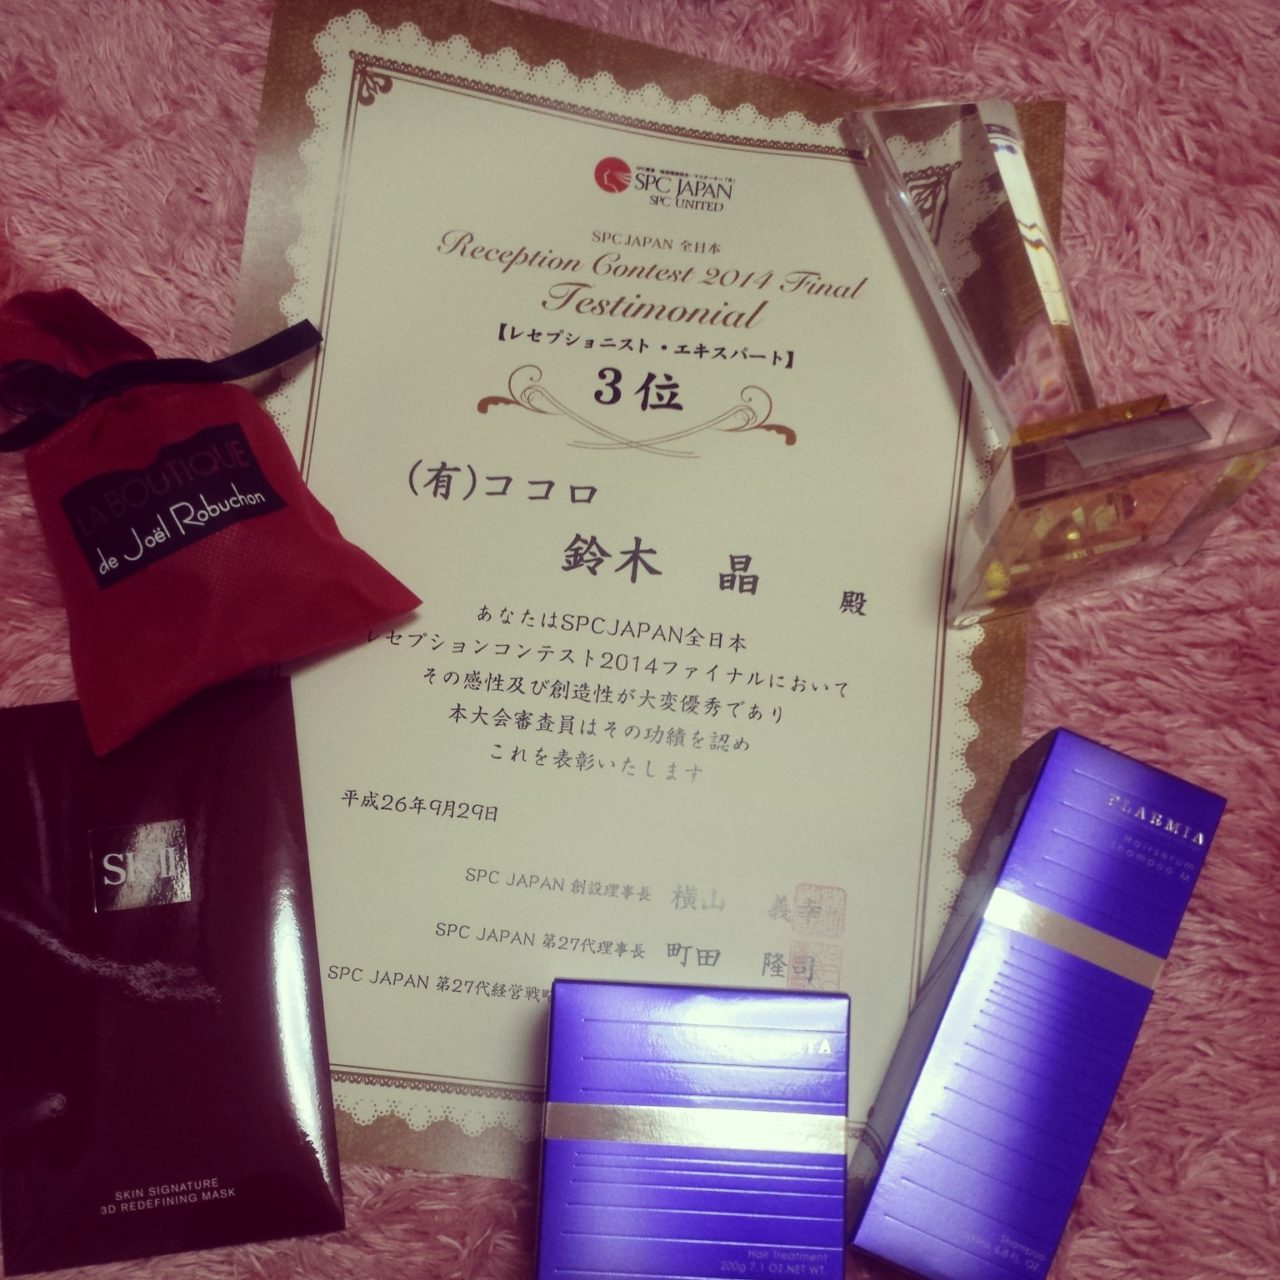 SPC JAPAN
SPC UNITED
SPC JAPAN 全日本
Reception Contest 2014 Final
Testimonial
【レセプショニスト・エキスパート】
3位
(有)ココロ
鈴木 晶 殿
あなたはSPC JAPAN全日本
レセプションコンテスト2014ファイナルにおいて
その感性及び創造性が大変優秀であり
本大会審査員はその功績を認め
これを表彰いたします
平成26年9月29日
SPC JAPAN 創設理事長 横山 義幸
SPC JAPAN 第27代理事長 町田 隆司
SPC JAPAN 第27代経営戦略
LA BOUTIQUE
de Joël Robuchon
SK-II
SKIN SIGNATURE
3D REDEFINING MASK
Hair Treatment
200g 7.1 OZ.NET WT.
PLARMIA
Hairserum
Shampoo M
Shampoo
6.8 FL. OZ.